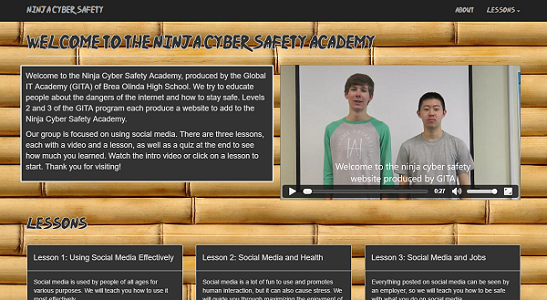 NINJA CYBER SAFETY
ABOUT LESSONS
WELCOME TO THE NINJA CYBER SAFETY ACADEMY
Welcome to the Ninja Cyber Safety Academy, produced by the Global
IT Academy (GITA) of Brea Olinda High School. We try to educate
people about the dangers of the internet and how to stay safe. Levels
2 and 3 of the GITA program each produce a website to add to the
Ninja Cyber Safety Academy.
Our group is focused on using social media. There are three lessons,
each with a video and a lesson, as well as a quiz at the end to see
how much you learned. Watch the intro video or click on a lesson to
start. Thank you for visiting!
Welcome to the ninja cyber safety
website produced by GITA
0:27
LESSONS
Lesson 1: Using Social Media Effectively
Social media is used by people of all ages for
various purposes. We will teach you how to use it
most effectively.
Lesson 2: Social Media and Health
Social media is a lot of fun to use and promotes
human interaction, but it can also cause stress. We
will guide you through maximizing the enjoyment of
Lesson 3: Social Media and Jobs
Everything posted on social media can be seen by
an employer, so we will teach you how to be safe
with what you do on social media.